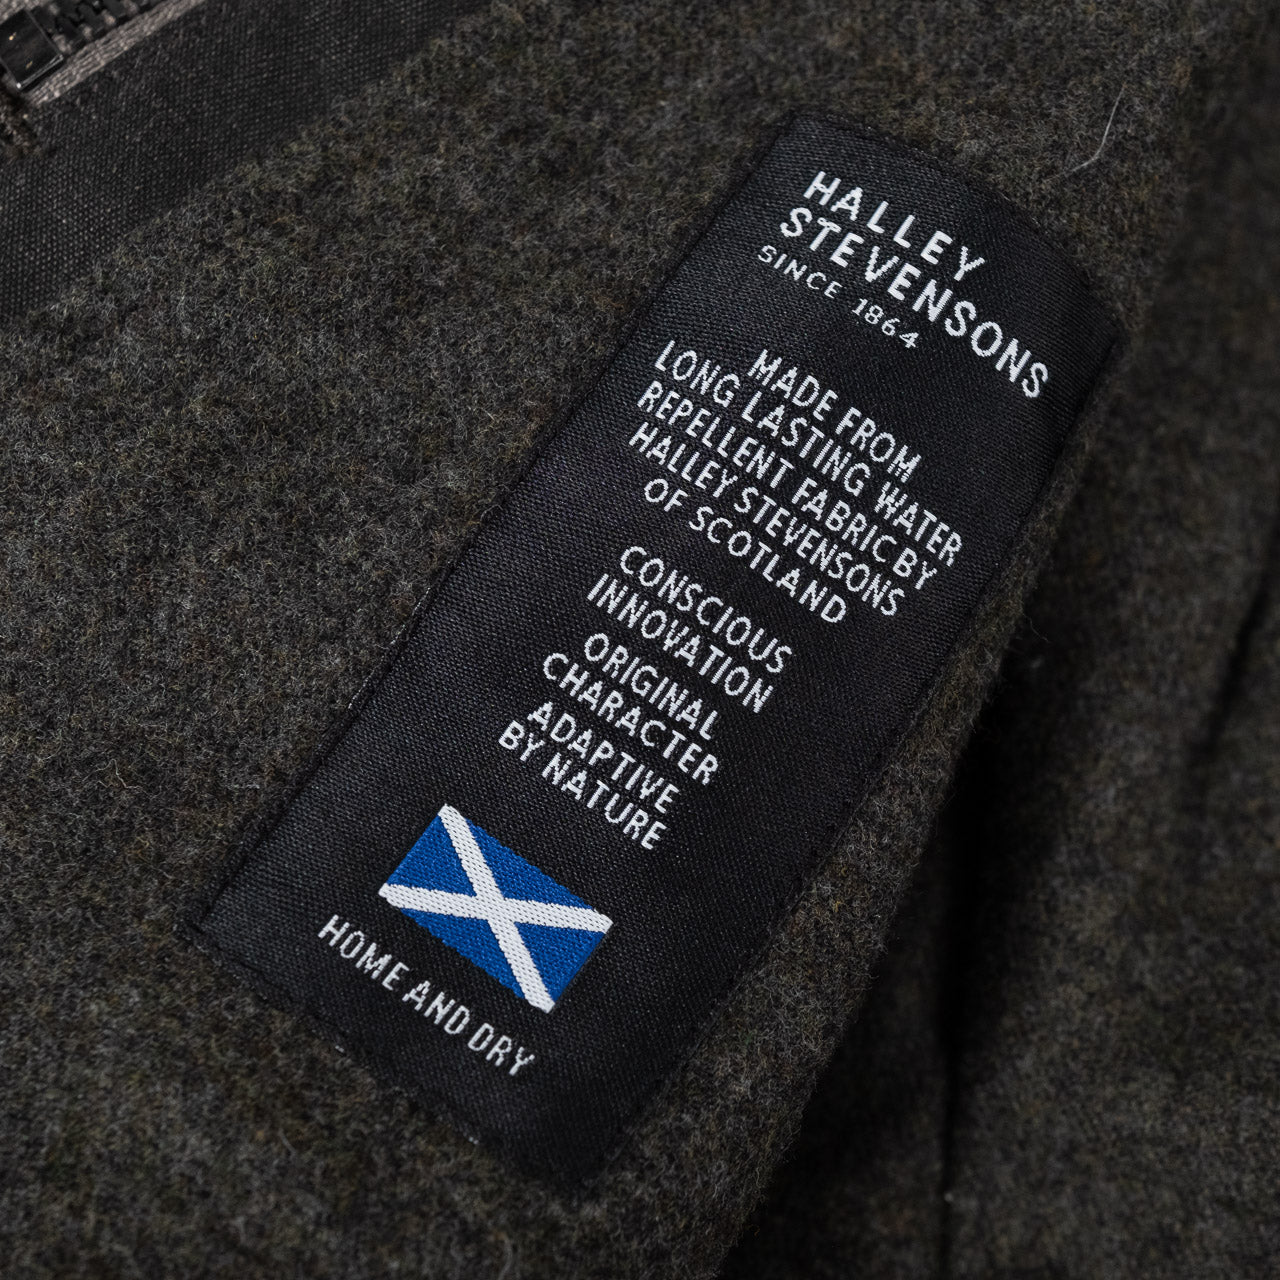 HALLEY
STEVENSONS
SINCE 1864
MADE FROM
LONG LASTING WATER
REPELLENT FABRIC BY
HALLEY STEVENSONS
OF SCOTLAND
CONSCIOUS
INNOVATION
ORIGINAL
CHARACTER
ADAPTIVE
BY NATURE
HOME AND DRY